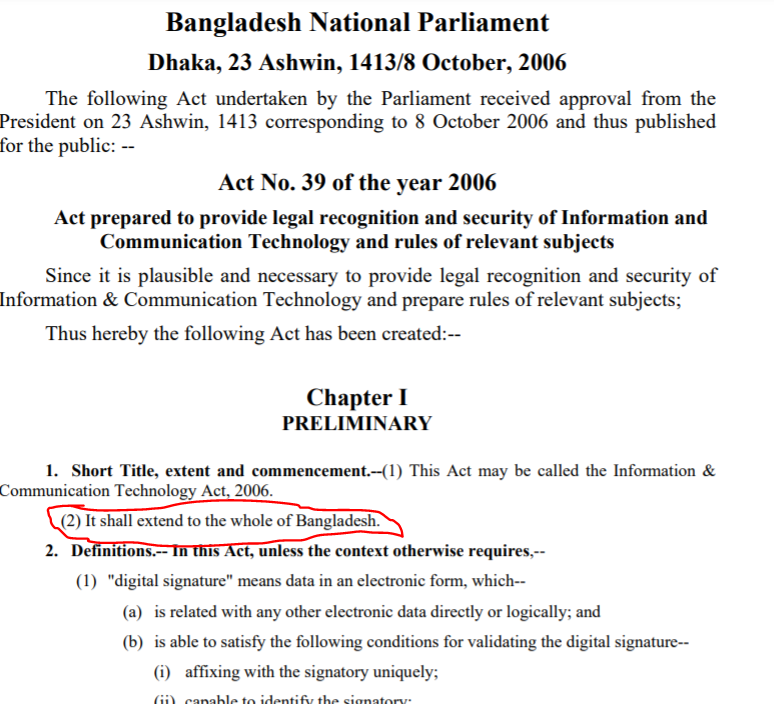 Bangladesh National Parliament
Dhaka, 23 Ashwin, 1413/8 October, 2006
The following Act undertaken by the Parliament received approval from the
President on 23 Ashwin, 1413 corresponding to 8 October 2006 and thus published
for the public: --
Act No. 39 of the year 2006
Act prepared to provide legal recognition and security of Information and
Communication Technology and rules of relevant subjects
Since it is plausible and necessary to provide legal recognition and security of
Information & Communication Technology and prepare rules of relevant subjects;
Thus hereby the following Act has been created:--
Chapter I
PRELIMINARY
1. Short Title, extent and commencement.--(1) This Act may be called the Information &
Communication Technology Act, 2006.
(2) It shall extend to the whole of Bangladesh.
2. Definitions.-- In this Act, unless the context otherwise requires,--
(1) "digital signature" means data in an electronic form, which--
(a) is related with any other electronic data directly or logically; and
(b) is able to satisfy the following conditions for validating the digital signature--
(i) affixing with the signatory uniquely;
(ii) capable to identify the signatory;